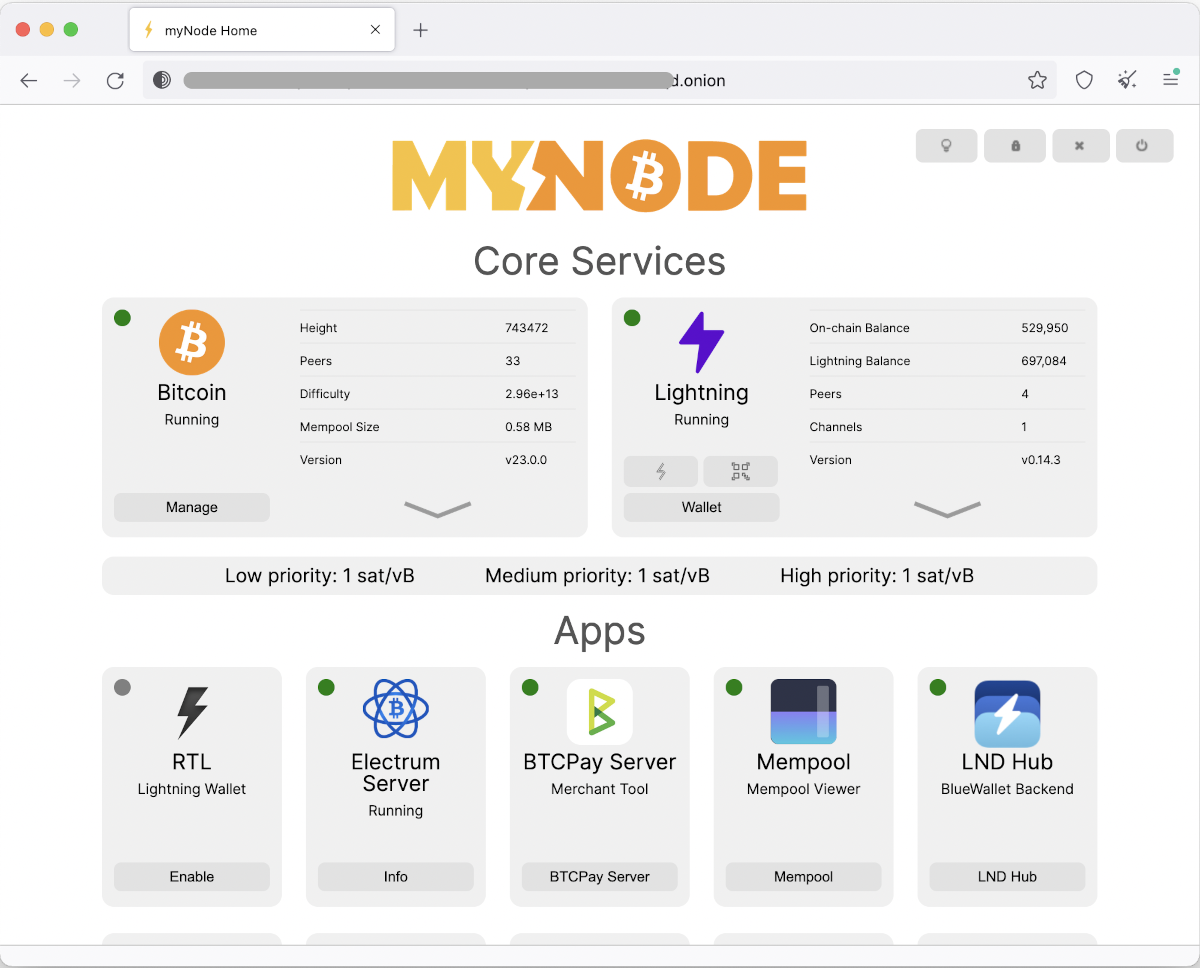 myNode Home
d.onion
MYNODE
Core Services
Bitcoin
Running
Manage
Height 743472
Peers 33
Difficulty 2.96e+13
Mempool Size 0.58 MB
Version v23.0.0
Lightning
Running
Wallet
On-chain Balance 529,950
Lightning Balance 697,084
Peers 4
Channels 1
Version v0.14.3
Low priority: 1 sat/vB Medium priority: 1 sat/vB High priority: 1 sat/vB
Apps
RTL
Lightning Wallet
Enable
Electrum
Server
Running
Info
BTCPay Server
Merchant Tool
BTCPay Server
Mempool
Mempool Viewer
Mempool
LND Hub
BlueWallet Backend
LND Hub